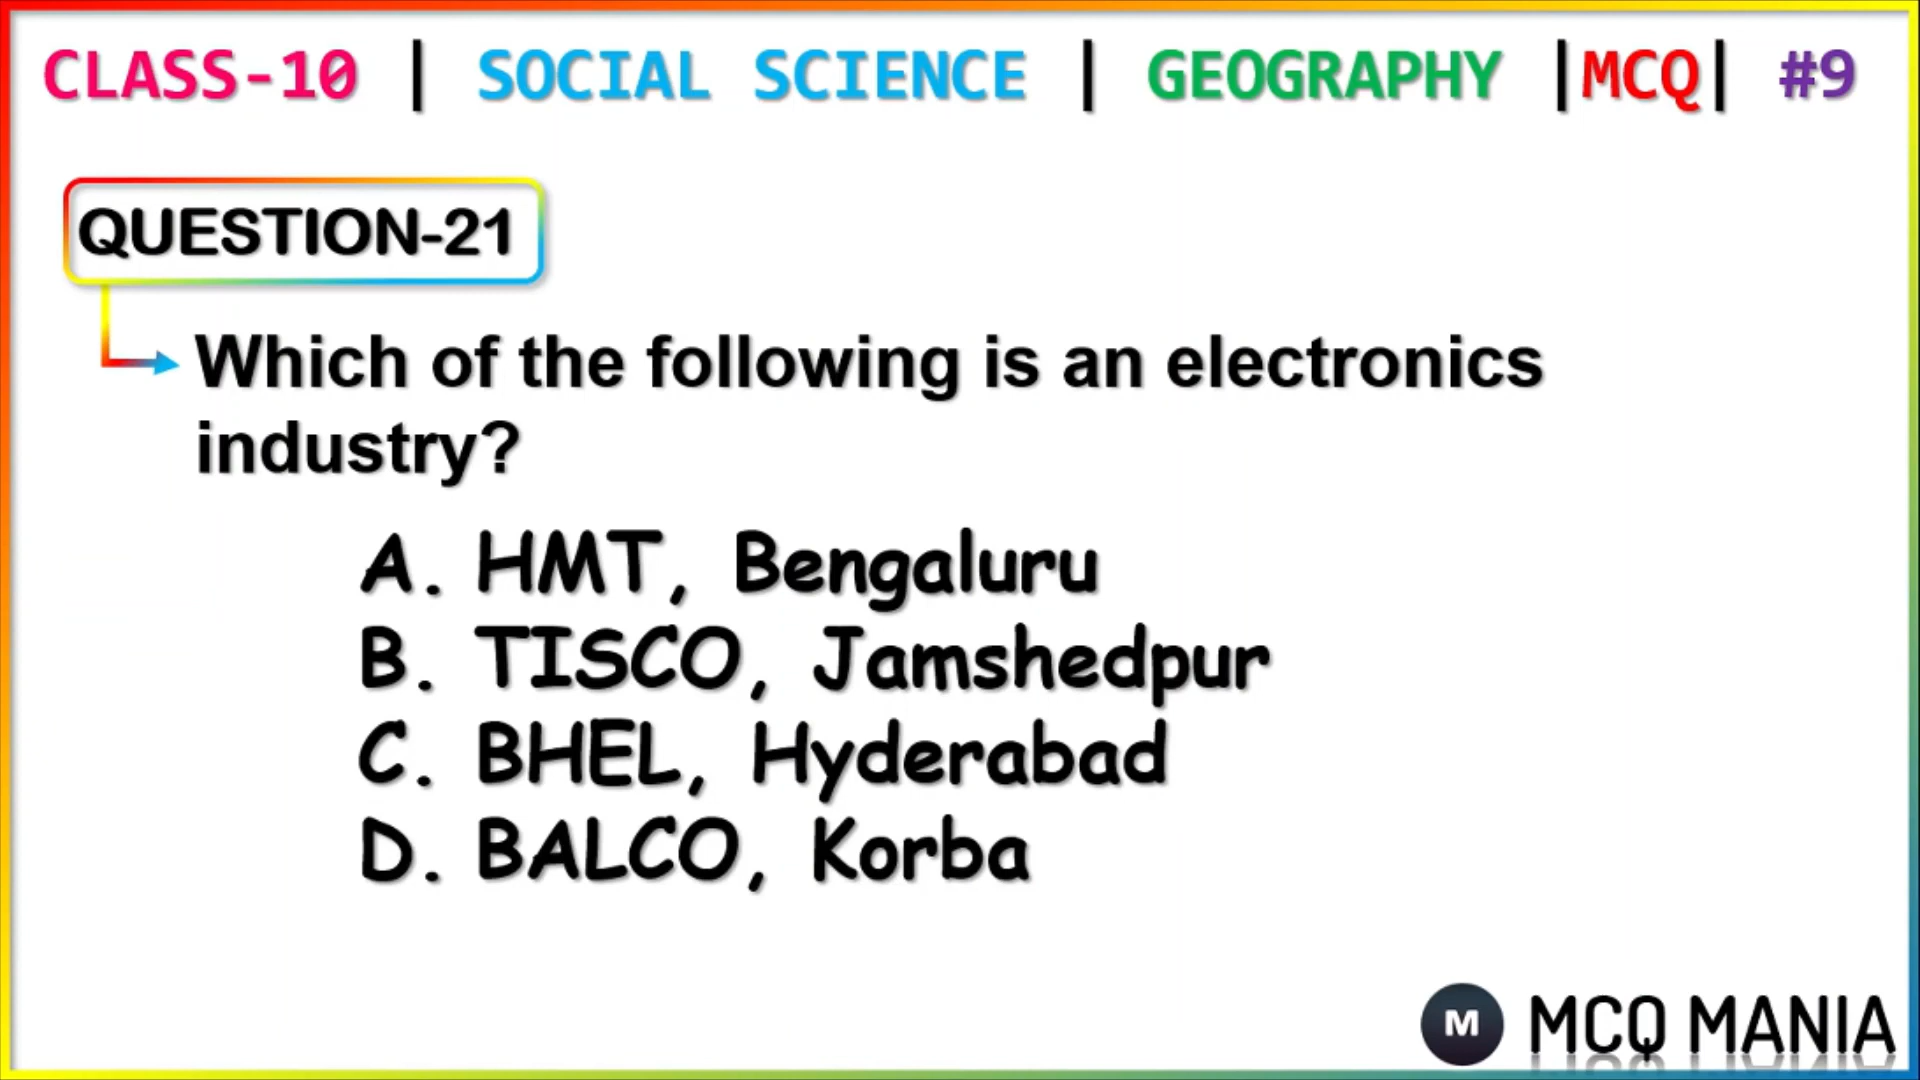 CLASS-10 | SOCIAL SCIENCE | GEOGRAPHY |MCQ| #9
QUESTION-21
Which of the following is an electronics
industry?
A. HMT, Bengaluru
B. TISCO, Jamshedpur
C. BHEL, Hyderabad
D. BALCO, Korba
M MCQ MANIA